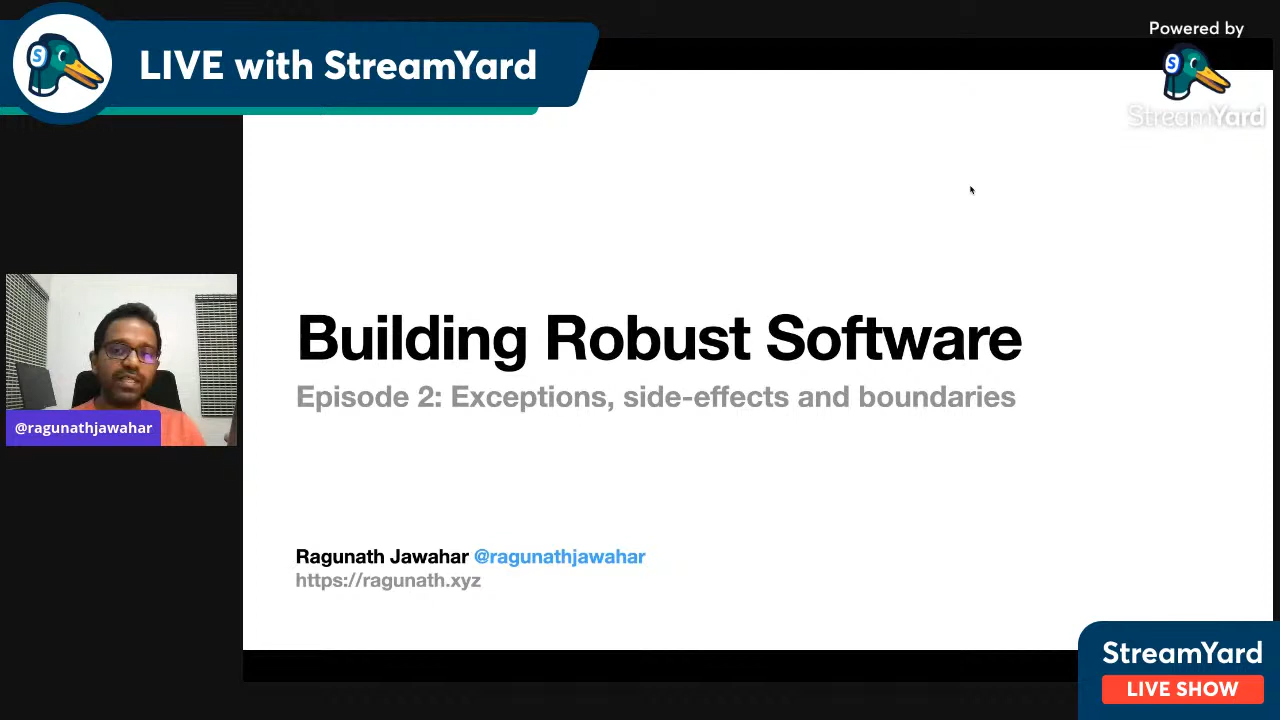 LIVE with StreamYard
Powered by
StreamYard
Building Robust Software
Episode 2: Exceptions, side-effects and boundaries
@ragunathjawahar
Ragunath Jawahar @ragunathjawahar
https://ragunath.xyz
StreamYard
LIVE SHOW